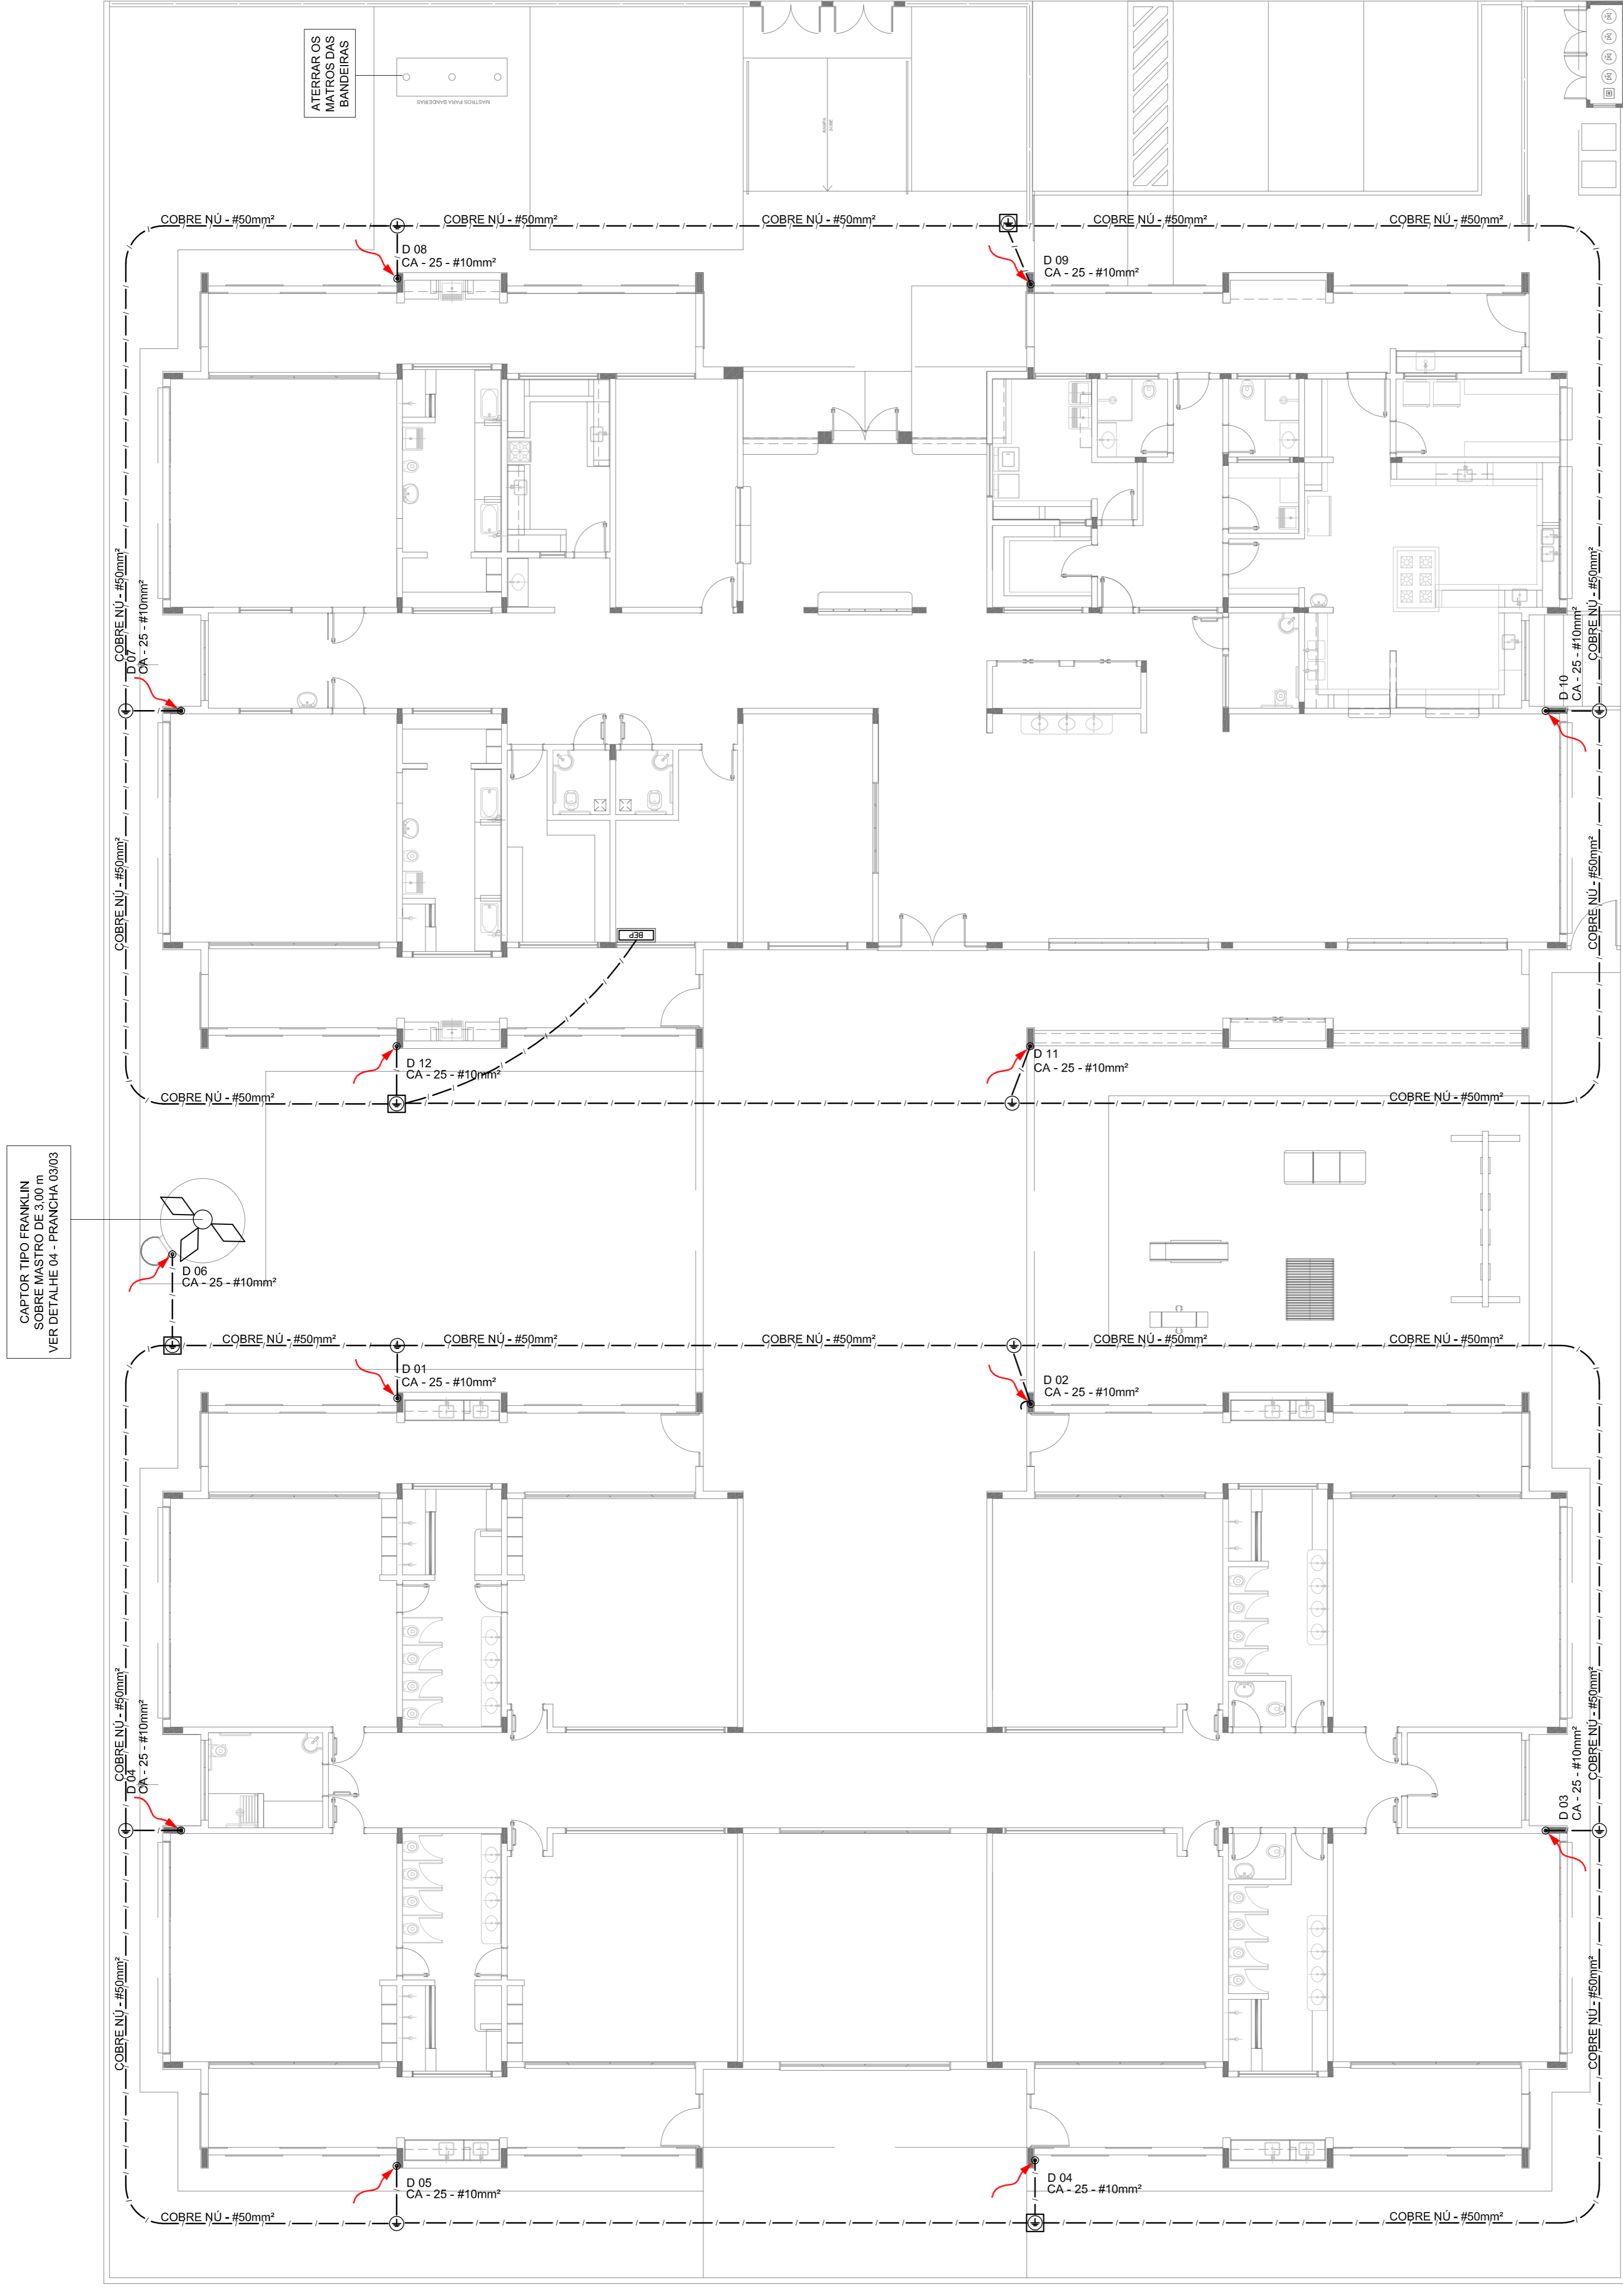 ATERRAR OS
MATROS DAS
BANDEIRAS
MASTROS PARA BANDEIRAS
COBRE NÚ - #50mm²
COBRE NÚ - #50mm²
COBRE NÚ - #50mm²
COBRE NÚ - #50mm²
COBRE NÚ - #50mm²
D 08
CA - 25 - #10mm²
D 09
CA - 25 - #10mm²
COBRE NÚ - #50mm²
D 07
CA - 25 - #10mm²
COBRE NÚ - #50mm²
D 10
CA - 25 - #10mm²
COBRE NÚ - #50mm²
COBRE NÚ - #50mm²
BEP
D 12
CA - 25 - #10mm²
D 11
CA - 25 - #10mm²
COBRE NÚ - #50mm²
COBRE NÚ - #50mm²
CAPTOR TIPO FRANKLIN
SOBRE MASTRO DE 3,00 m
VER DETALHE 04 - PRANCHA 03/03
D 06
CA - 25 - #10mm²
COBRE NÚ - #50mm²
COBRE NÚ - #50mm²
COBRE NÚ - #50mm²
COBRE NÚ - #50mm²
COBRE NÚ - #50mm²
D 01
CA - 25 - #10mm²
D 02
CA - 25 - #10mm²
COBRE NÚ - #50mm²
D 04
CA - 25 - #10mm²
COBRE NÚ - #50mm²
D 03
CA - 25 - #10mm²
COBRE NÚ - #50mm²
COBRE NÚ - #50mm²
D 05
CA - 25 - #10mm²
D 04
CA - 25 - #10mm²
COBRE NÚ - #50mm²
COBRE NÚ - #50mm²